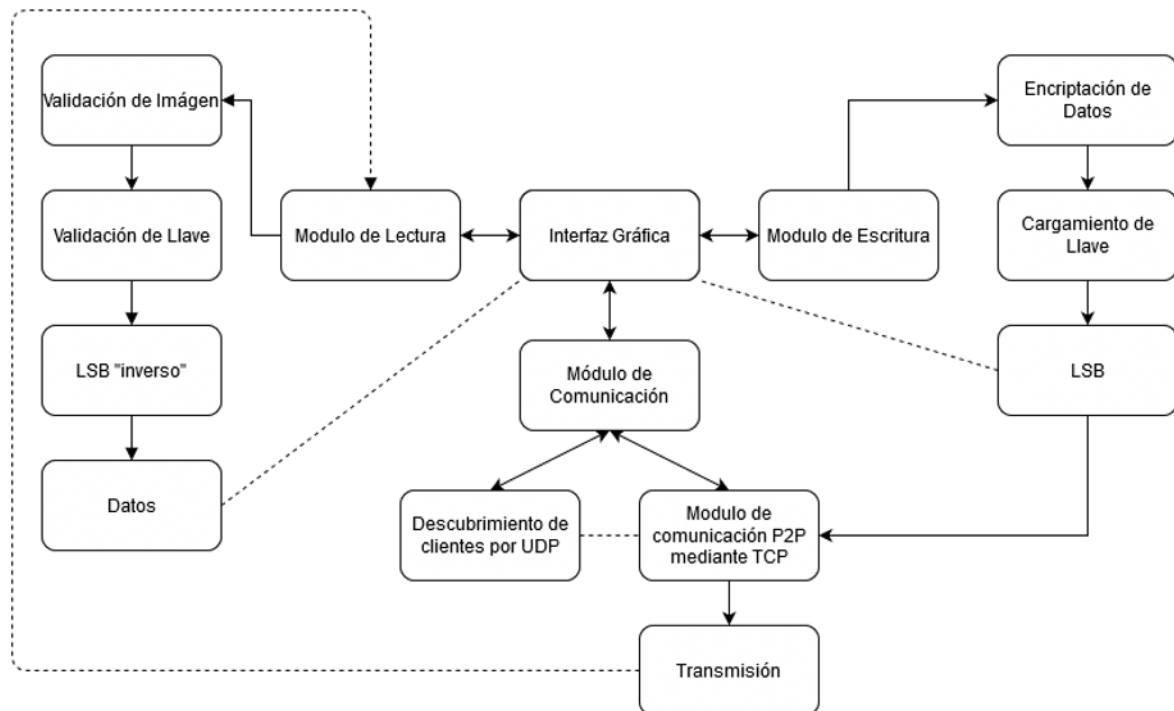 Validación de Imágen
Encriptación de
Datos
Validación de Llave
Modulo de Lectura
Interfaz Gráfica
Modulo de Escritura
Cargamiento de
Llave
LSB "inverso"
Módulo de
Comunicación
LSB
Datos
Descubrimiento de
clientes por UDP
Modulo de
comunicación P2P
mediante TCP
Transmisión